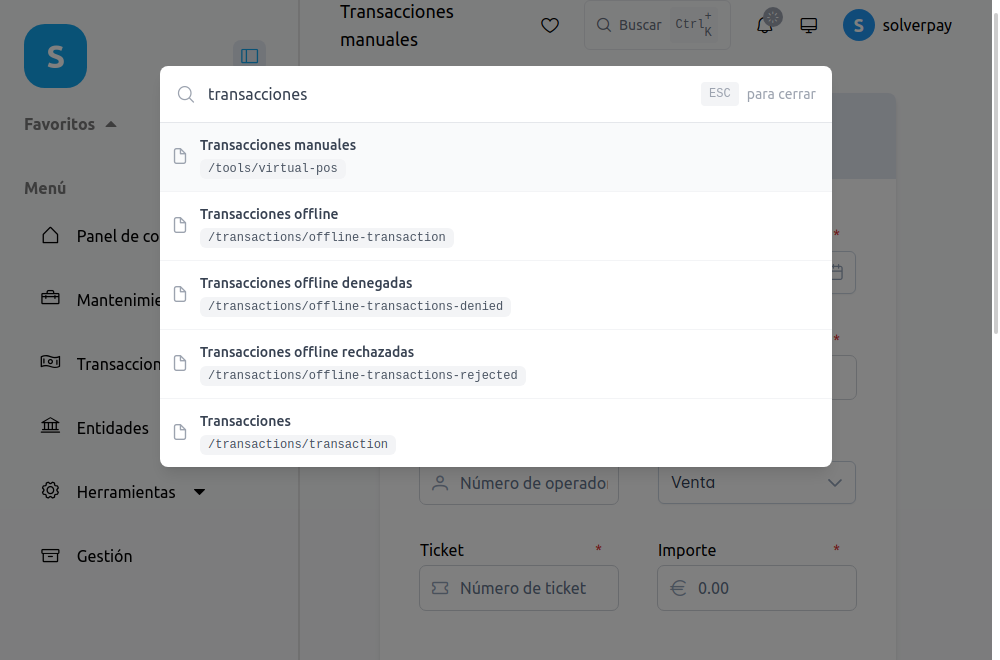 Transacciones
manuales
Buscar
Ctrl+
K
S
solverpay
S
transacciones
ESC
para cerrar
Favoritos
Transacciones manuales
/tools/virtual-pos
Menú
Transacciones offline
/transactions/offline-transaction
*
Panel de co
Transacciones offline denegadas
/transactions/offline-transactions-denied
Mantenimie
Transacciones offline rechazadas
/transactions/offline-transactions-rejected
*
Transaccion
Transacciones
/transactions/transaction
Entidades
Número de operado
Venta
Herramientas
Ticket *
Importe *
Gestión
Número de ticket
0.00